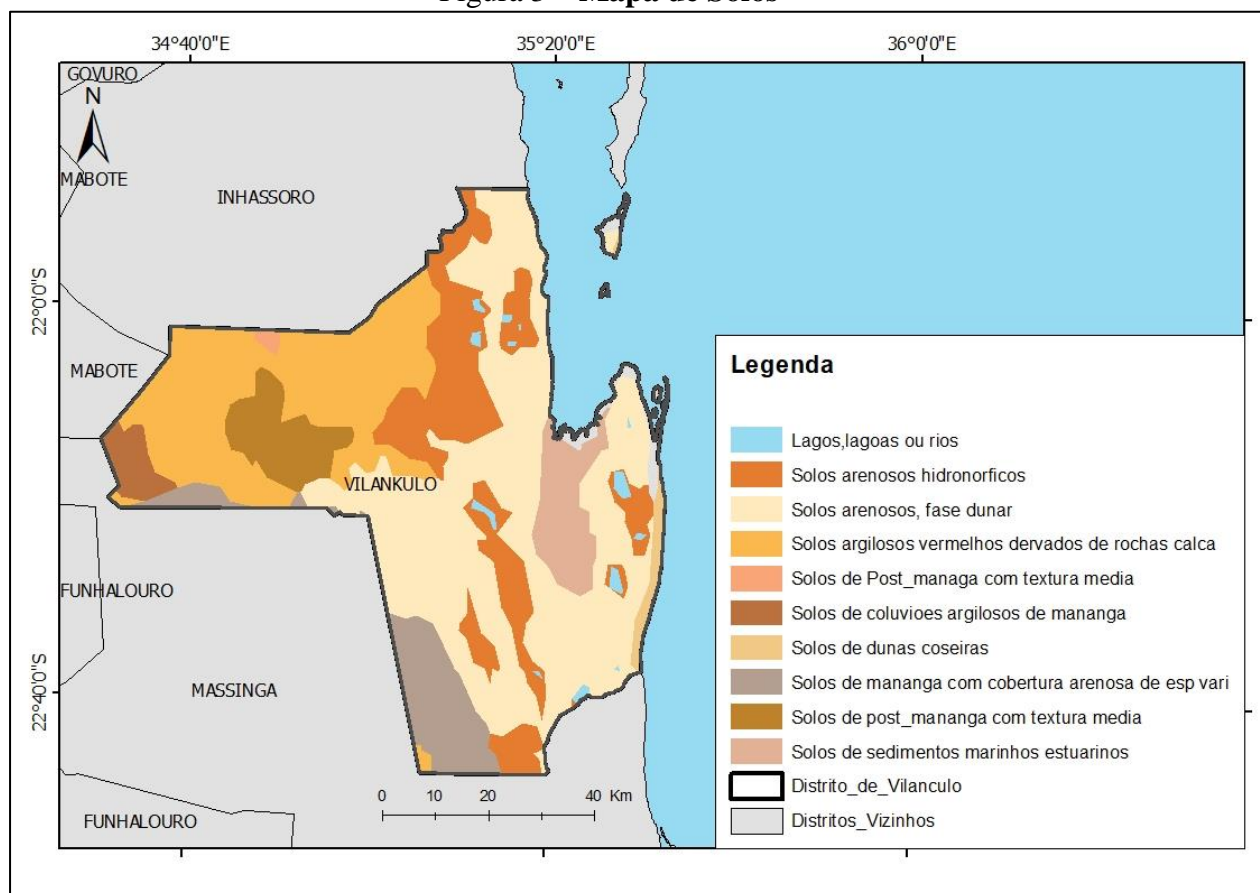 Figura 3 – Mapa de Solos
34°40'0"E
35°20'0"E
36°0'0"E
GOVURO
N
MABOTE
INHASSORO
22°0'0"S
MABOTE
VILANKULO
FUNHALOURO
MASSINGA
22°40'0"S
FUNHALOURO
0 10 20 40 Km
Legenda
Lagos,lagoas ou rios
Solos arenosos hidronorficos
Solos arenosos, fase dunar
Solos argilosos vermelhos dervados de rochas calca
Solos de Post_managa com textura media
Solos de coluvioes argilosos de mananga
Solos de dunas coseiras
Solos de mananga com cobertura arenosa de esp vari
Solos de post_mananga com textura media
Solos de sedimentos marinhos estuarinos
Distrito_de_Vilanculo
Distritos_Vizinhos